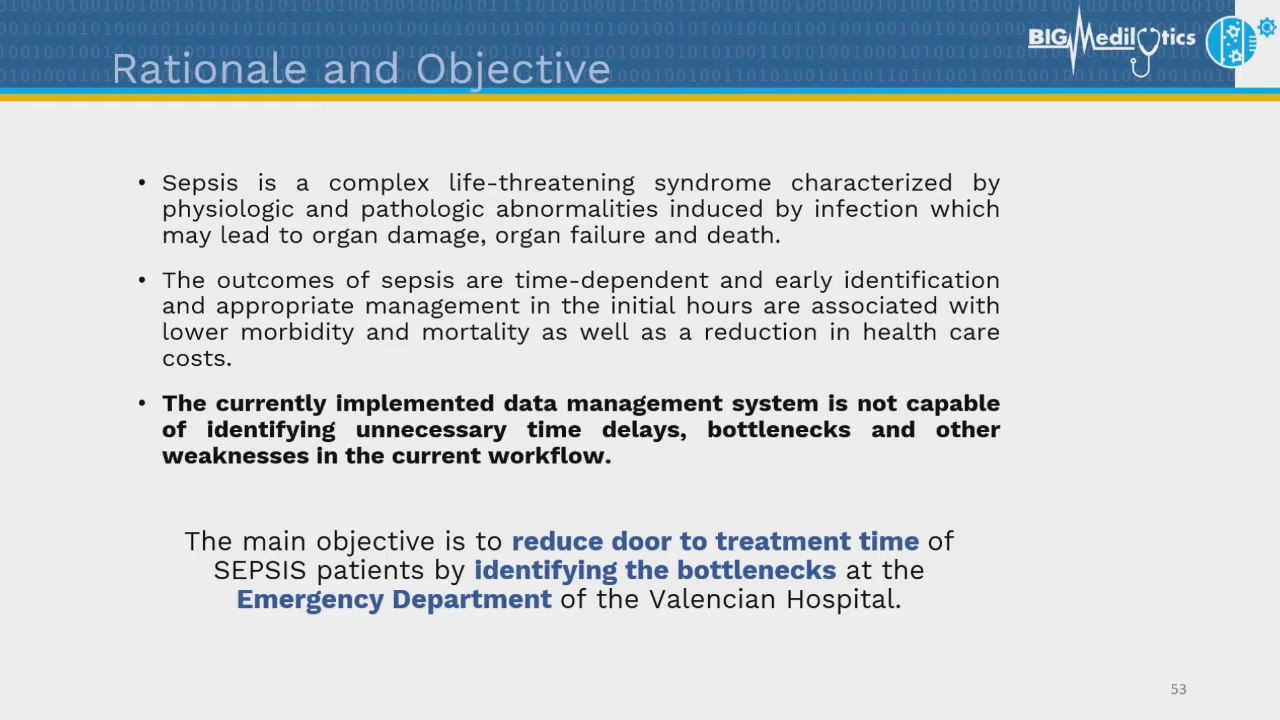 BIGMedilytics
Rationale and Objective
• Sepsis is a complex life-threatening syndrome characterized by
physiologic and pathologic abnormalities induced by infection which
may lead to organ damage, organ failure and death.
• The outcomes of sepsis are time-dependent and early identification
and appropriate management in the initial hours are associated with
lower morbidity and mortality as well as a reduction in health care
costs.
• The currently implemented data management system is not capable
of identifying unnecessary time delays, bottlenecks and other
weaknesses in the current workflow.
The main objective is to reduce door to treatment time of
SEPSIS patients by identifying the bottlenecks at the
Emergency Department of the Valencian Hospital.
53